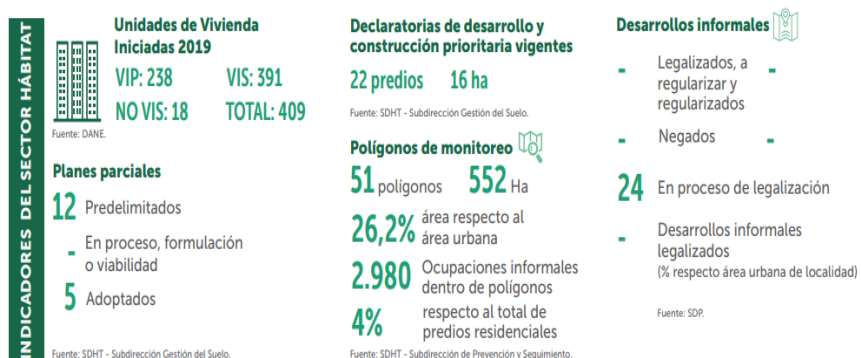 INDICADORES DEL SECTOR HÁBITAT
Unidades de Vivienda
Iniciadas 2019
VIP: 238 VIS: 391
NO VIS: 18 TOTAL: 409
Fuente: DANE.
Planes parciales
12 Predelimitados
- En proceso, formulación
o viabilidad
5 Adoptados
Fuente: SDHT - Subdirección Gestión del Suelo.
Declaratorias de desarrollo y
construcción prioritaria vigentes
22 predios 16 ha
Fuente: SDHT - Subdirección Gestión del Suelo.
Polígonos de monitoreo
51 polígonos 552 Ha
26,2% área respecto al
área urbana
2.980 Ocupaciones informales
dentro de polígonos
4% respecto al total de
predios residenciales
Fuente: SDHT - Subdirección de Prevención y Seguimiento.
Desarrollos informales
- Legalizados, a -
regularizar y
regularizados
- Negados -
24 En proceso de legalización
- Desarrollos informales
legalizados
(% respecto área urbana de localidad)
Fuente: SDP.